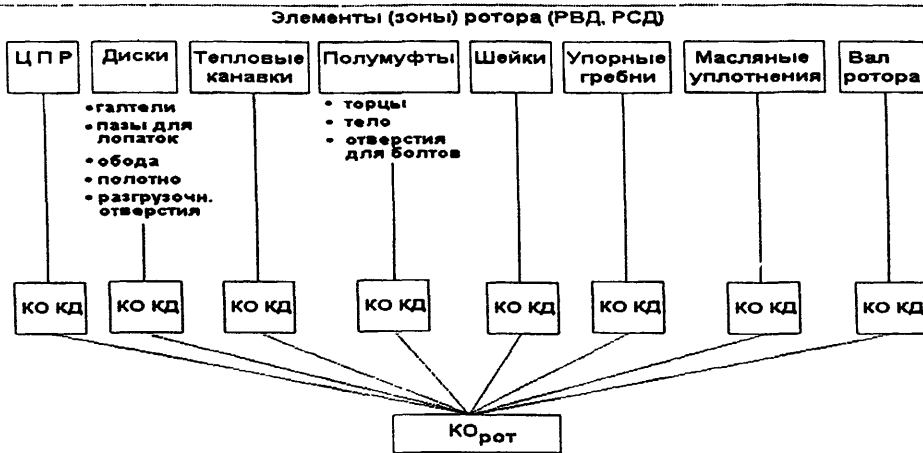 Элементы (зоны) ротора (РВД, РСД)
Ц П Р
Диски
Тепловые
канавки
Полумуфты
Шейки
Упорные
гребни
Масляные
уплотнения
Вал
ротора
• галтели
• пазы для
лопаток
• обода
• полотно
• разгрузочн.
отверстия
• торцы
• тело
• отверстия
для болтов
КО КД
КО КД
КО КД
КО КД
КО КД
КО КД
КО КД
КО КД
КОрот